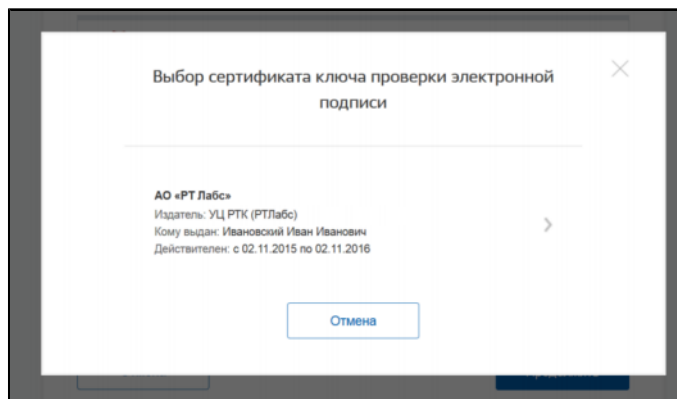 Выбор сертификата ключа проверки электронной
подписи
АО «РТ Лабс»
Издатель: УЦ РТК (РТЛабс)
Кому выдан: Ивановский Иван Иванович
Действителен: с 02.11.2015 по 02.11.2016
Отмена